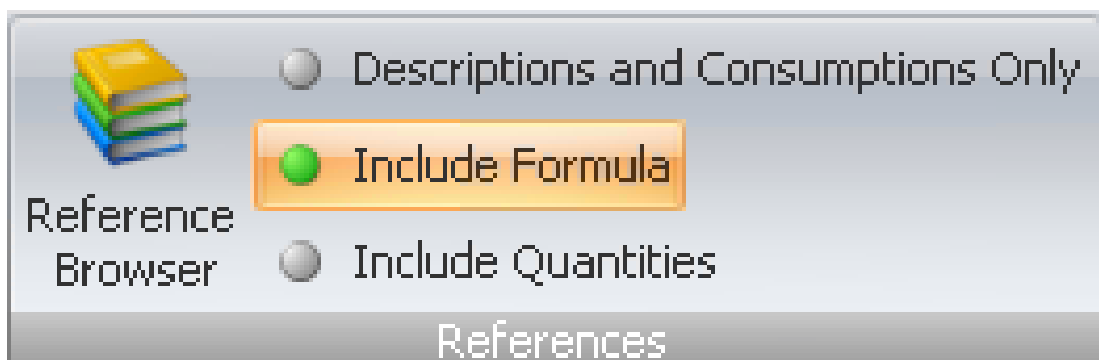 Reference
Browser
Descriptions and Consumptions Only
Include Formula
Include Quantities
References